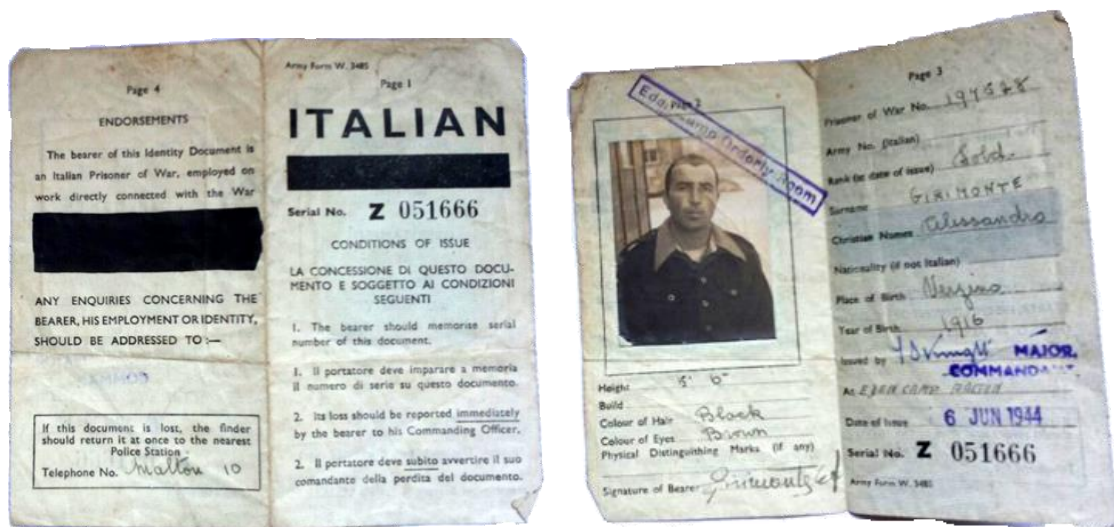 Page 4
ENDORSEMENTS
The bearer of this Identity Document is
an Italian Prisoner of War, employed on
work directly connected with the War
ANY ENQUIRIES CONCERNING THE
BEARER, HIS EMPLOYMENT OR IDENTITY,
SHOULD BE ADDRESSED TO :—
If this document is lost, the finder
should return it at once to the nearest
Police Station
Telephone No. Malton 10
Army Form W. 3485
Page 1
ITALIAN
Serial No. Z 051666
CONDITIONS OF ISSUE
LA CONCESSIONE DI QUESTO DOCU-
MENTO E SOGGETTO AI CONDIZIONI
SEGUENTI
1. The bearer should memorise serial
number of this document.
1. Il portatore deve imparare a memoria
il numero di serie su questo documento.
2. Its loss should be reported immediately
by the bearer to his Commanding Officer.
2. Il portatore deve subito avvertire il suo
comandante della perdita del documento.
Page 2
Eden Camp Orderly Room
Height 5' 6"
Build
Colour of Hair Black
Colour of Eyes Brown
Physical Distinguishing Marks (if any)
Signature of Bearer
Page 3
Prisoner of War No.
Army No. (Italian)
Rank (at date of issue) Sold.
Surname GIRIMONTE
Christian Names Alessandro
Nationality (if not Italian)
Place of Birth Verzino
Year of Birth 1916
Issued by MAJOR,
COMMANDANT.
At EDEN CAMP MALTON
Date of Issue 6 JUN 1944
Serial No. Z 051666
Army Form W. 3485